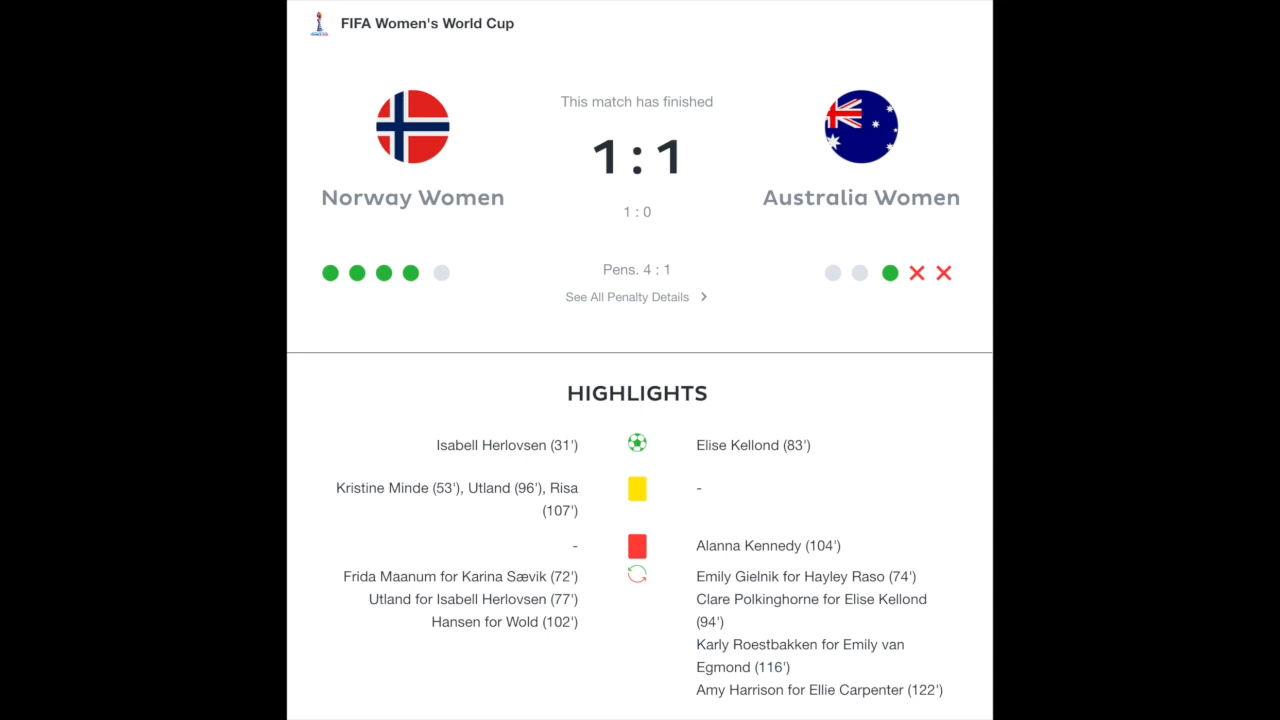 FIFA Women's World Cup
This match has finished
1 : 1
Norway Women
Australia Women
1 : 0
Pens. 4 : 1
See All Penalty Details
HIGHLIGHTS
Isabell Herlovsen (31')
Elise Kellond (83')
Kristine Minde (53'), Utland (96'), Risa
(107')
-
-
Alanna Kennedy (104')
Frida Maanum for Karina Sævik (72')
Utland for Isabell Herlovsen (77')
Hansen for Wold (102')
Emily Gielnik for Hayley Raso (74')
Clare Polkinghorne for Elise Kellond
(94')
Karly Roestbakken for Emily van
Egmond (116')
Amy Harrison for Ellie Carpenter (122')